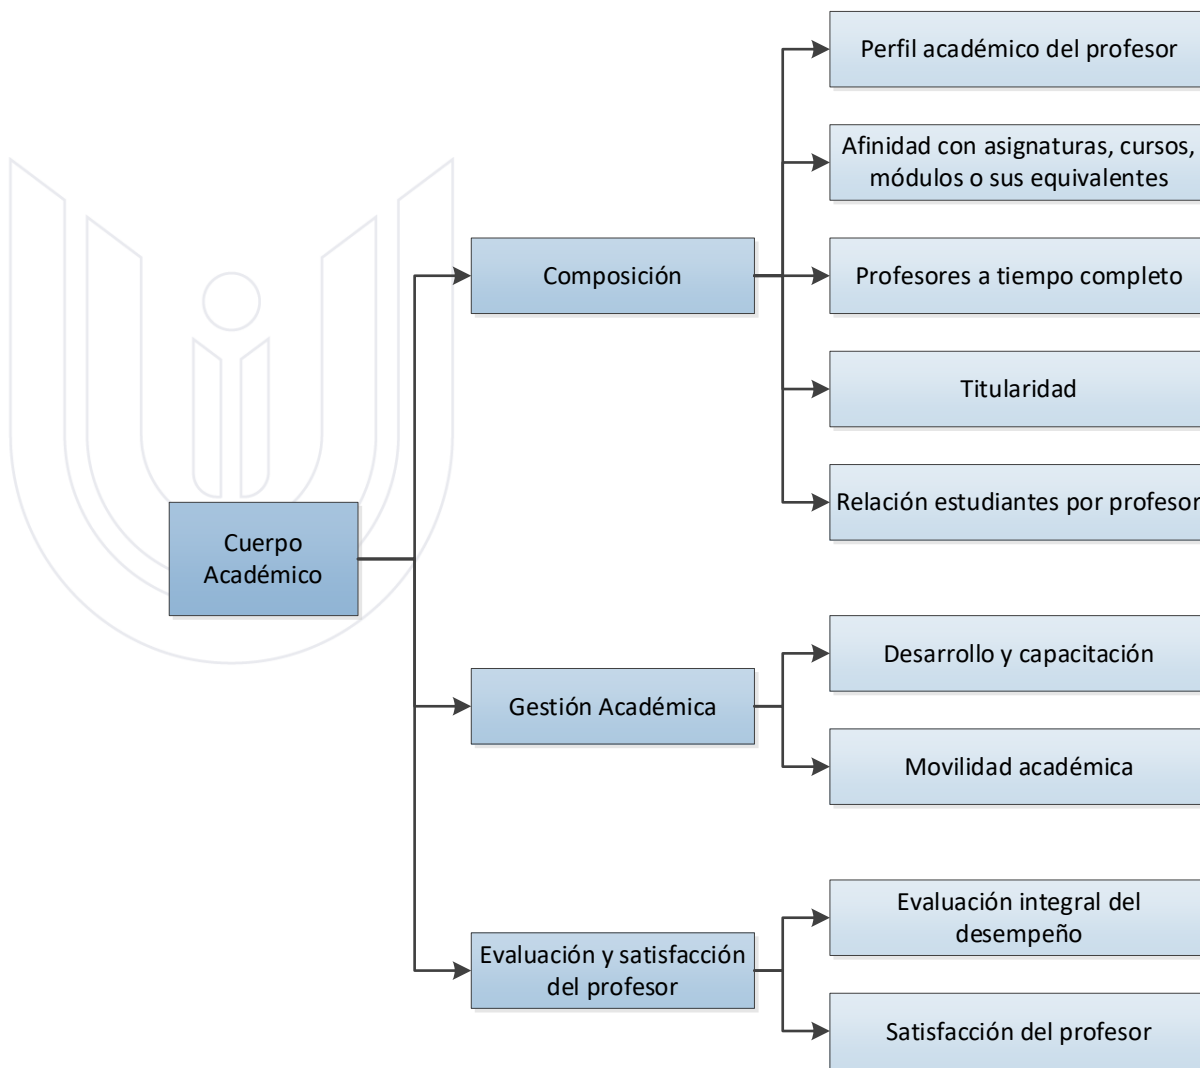 Perfil académico del profesor
Afinidad con asignaturas, cursos,
módulos o sus equivalentes
Composición
Profesores a tiempo completo
Titularidad
Relación estudiantes por profesor
Cuerpo
Académico
Desarrollo y capacitación
Gestión Académica
Movilidad académica
Evaluación integral del
desempeño
Evaluación y satisfacción
del profesor
Satisfacción del profesor